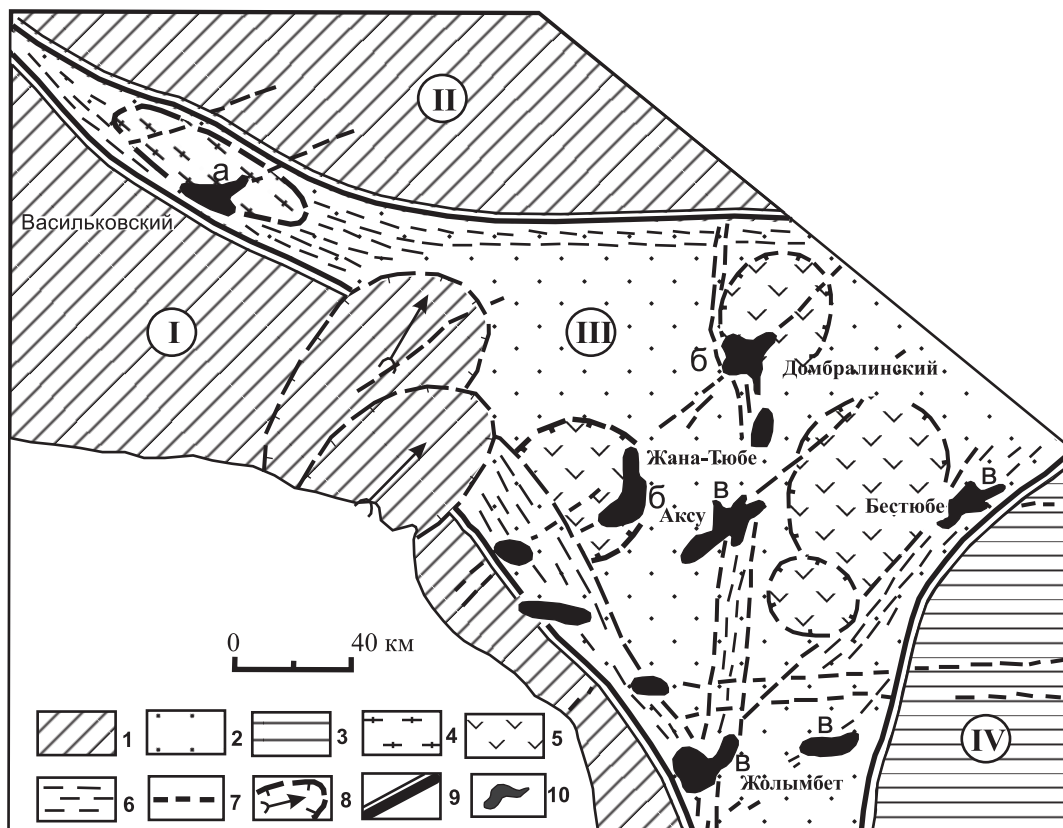 II
а
Васильковский
I
III
б
Домбралинский
Жана-Тюбе
в
в
б
Аксу
Бестюбе
0 40 км
в
IV
в
Жолымбет
1 2 3 4 5
6 7 8 9 10